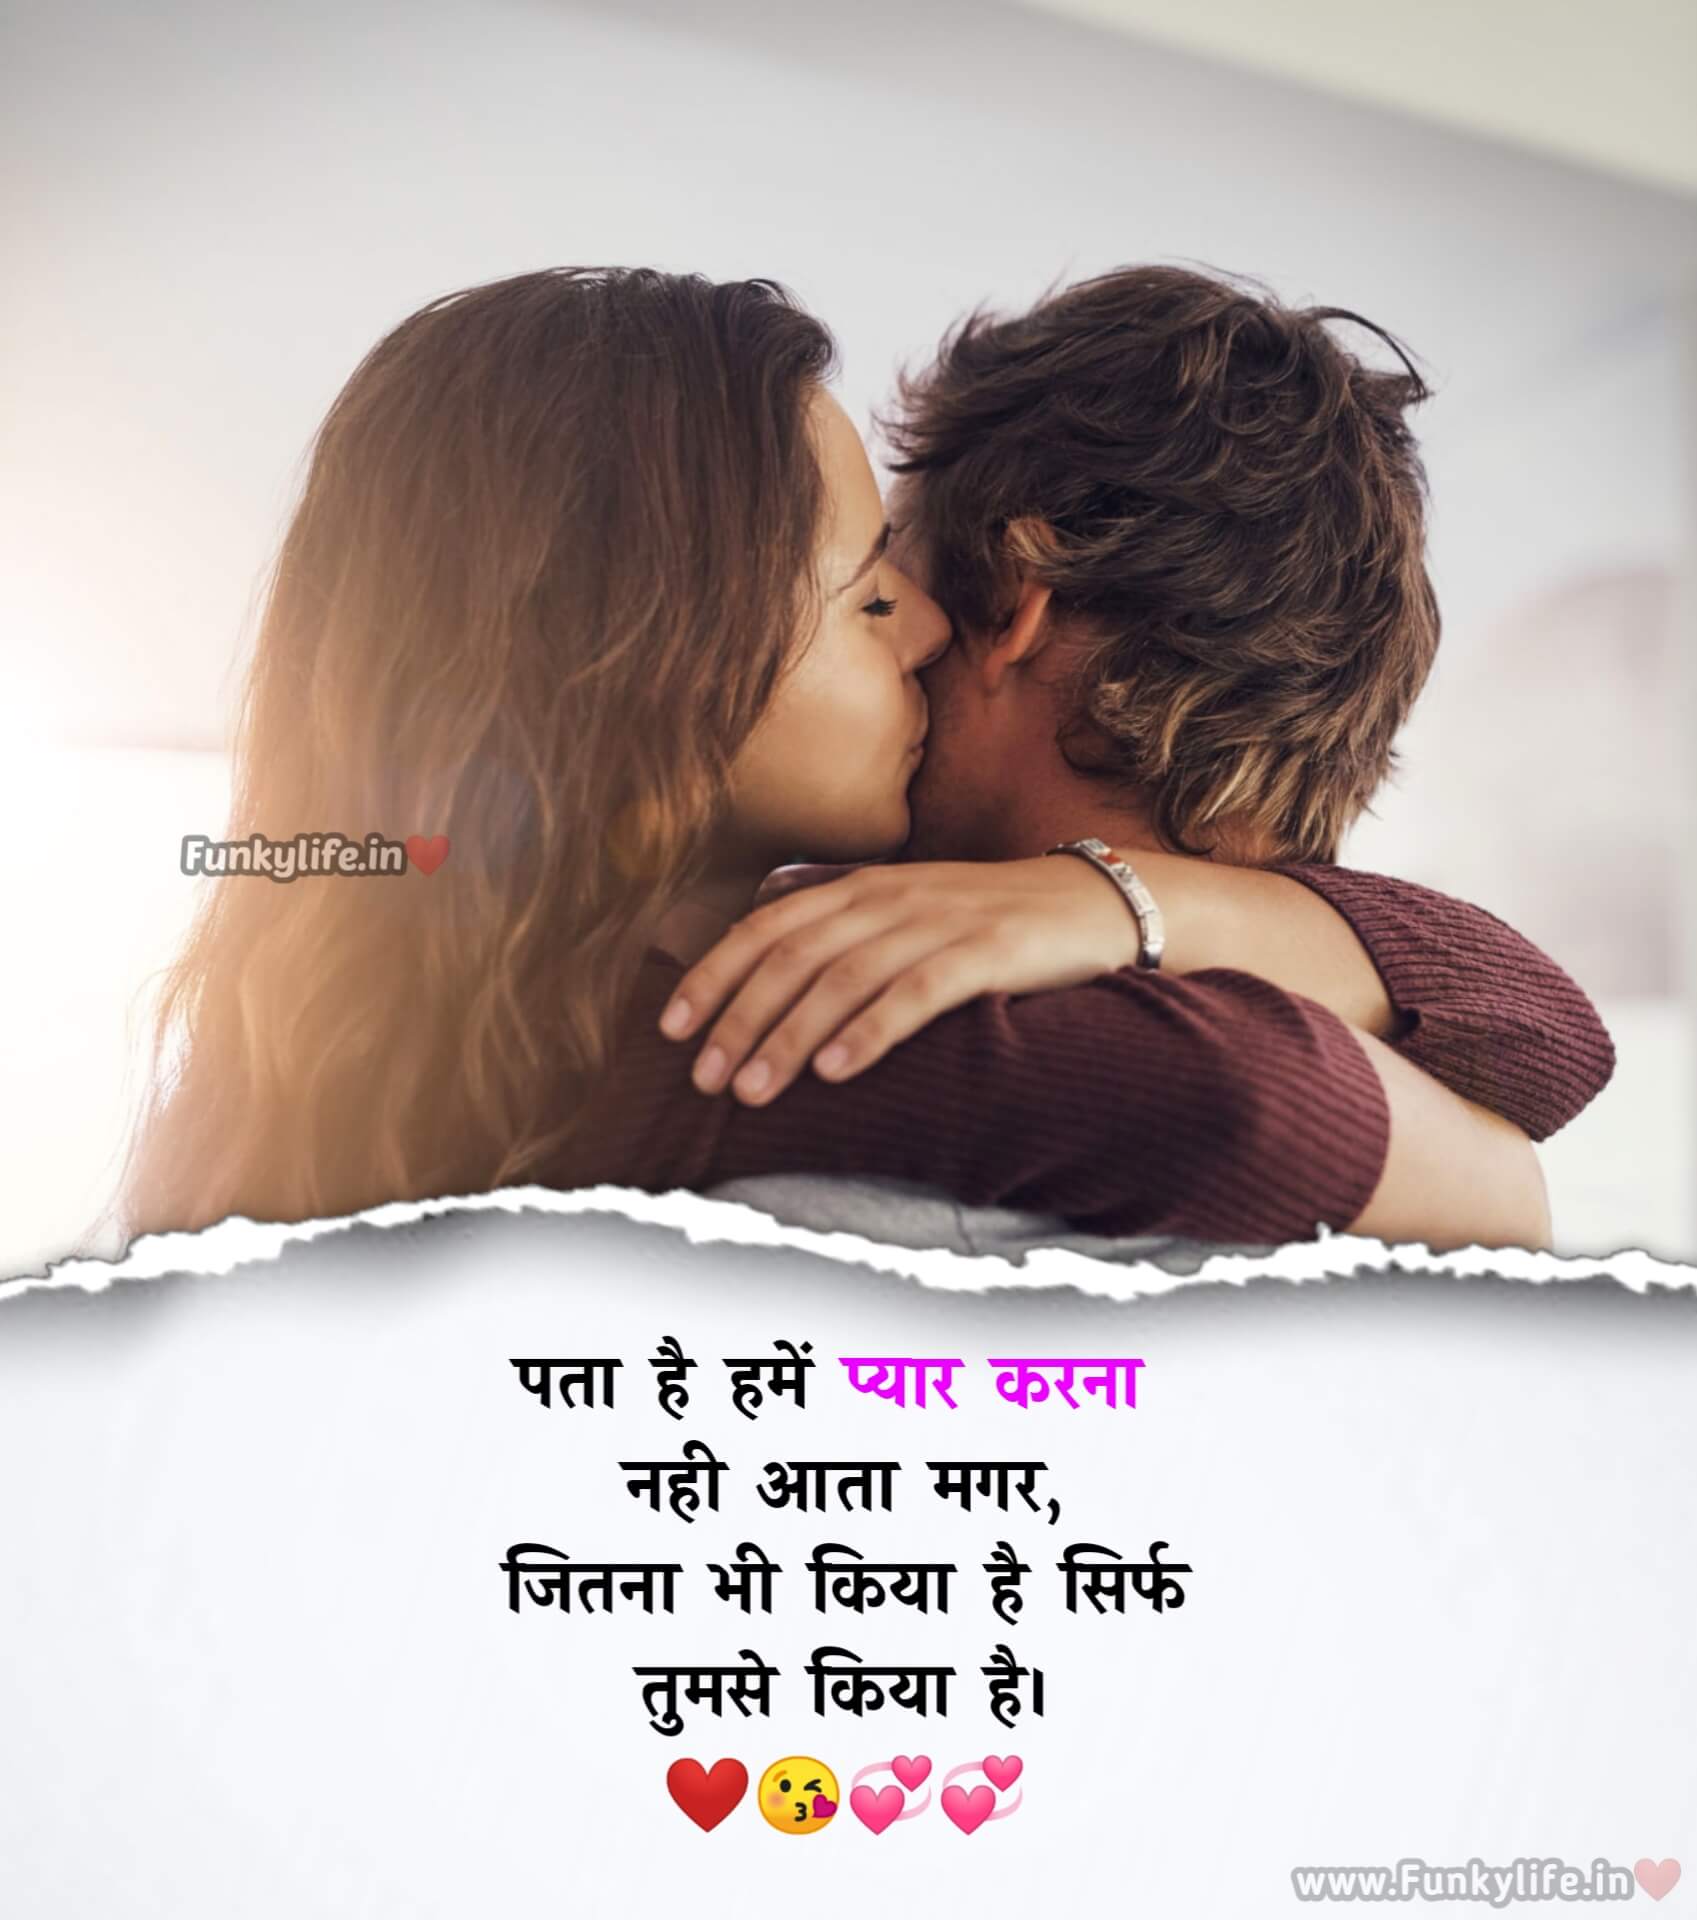 Funkylife.in
पता है हमें प्यार करना
नही आता मगर,
जितना भी किया है सिर्फ
तुमसे किया है।
❤️😘💞💞
www.Funkylife.in